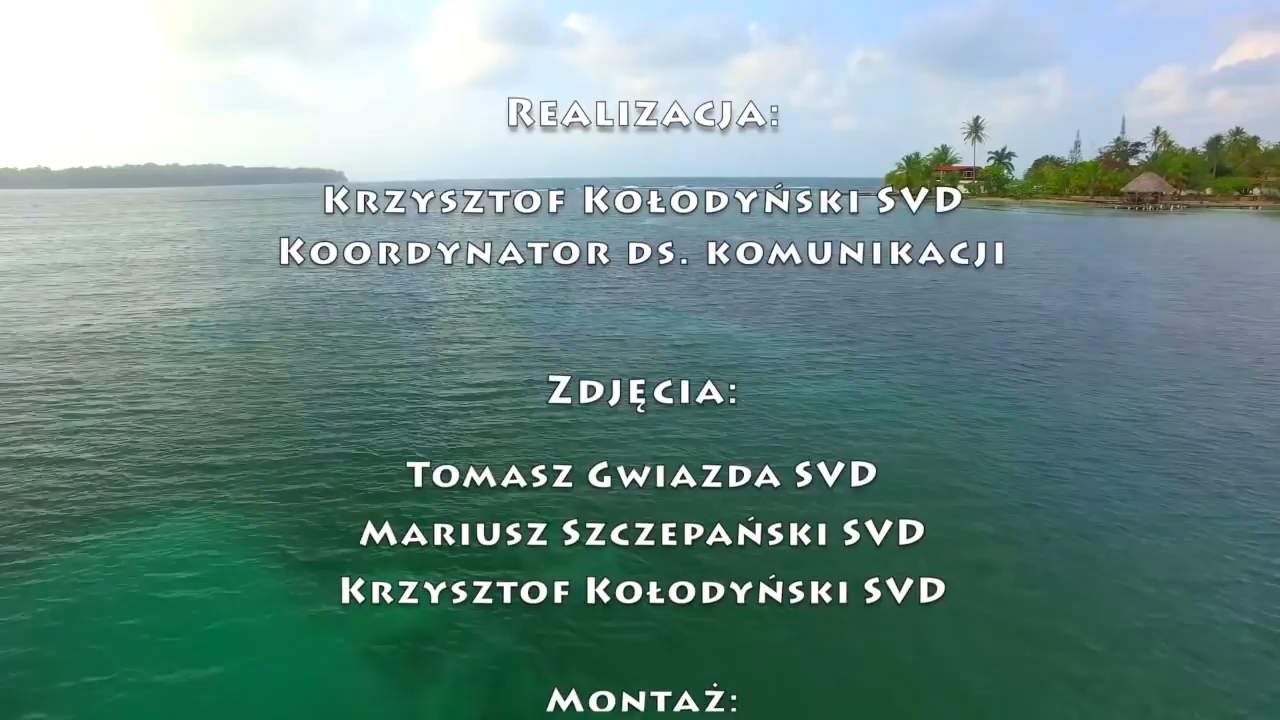 Realizacja:
Krzysztof Kołodyński SVD
Koordynator ds. komunikacji
Zdjęcia:
Tomasz Gwiazda SVD
Mariusz Szczepański SVD
Krzysztof Kołodyński SVD
Montaż: